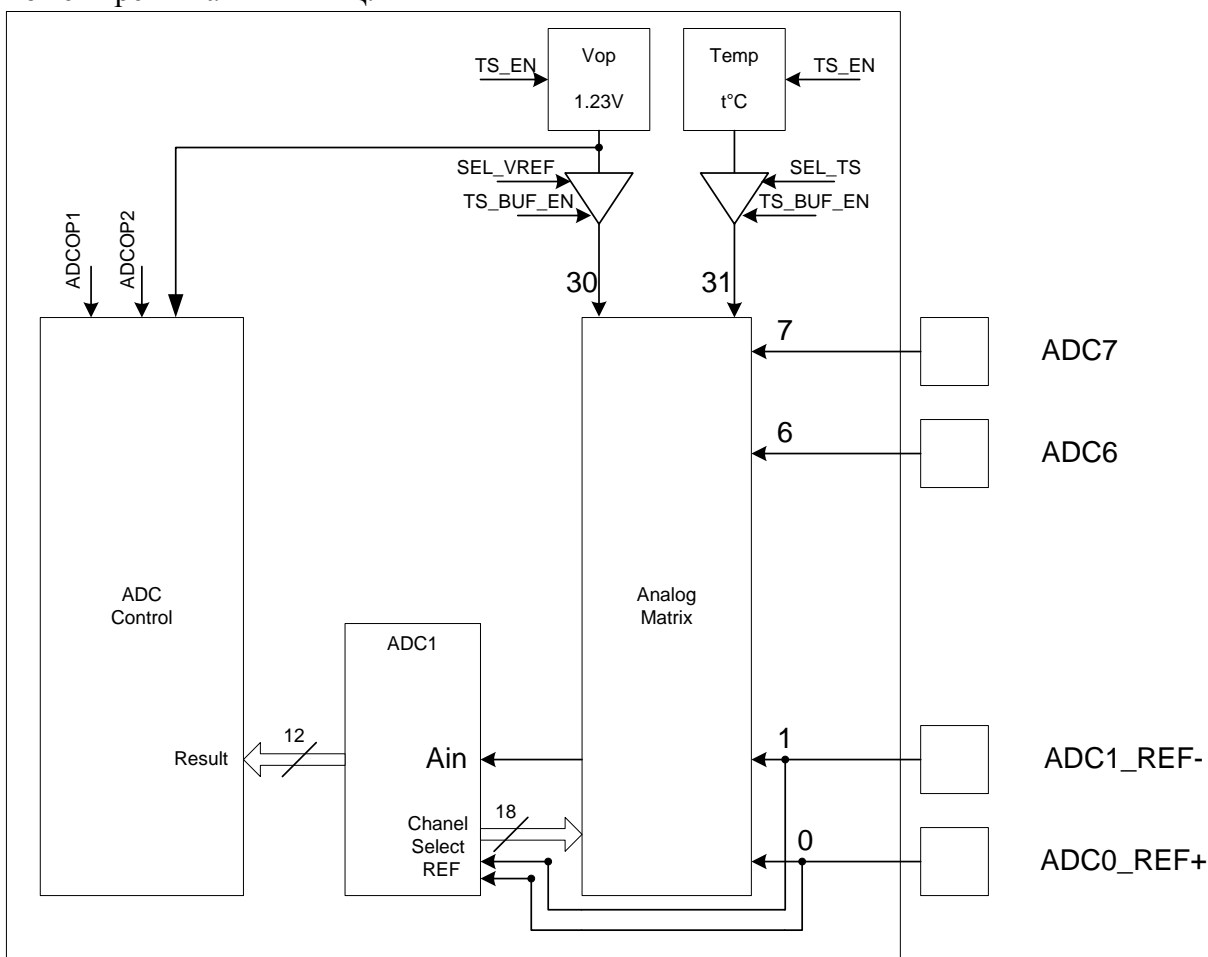 Vop
1.23V
Temp
t°C
TS_EN
TS_EN
SEL_VREF
TS_BUF_EN
SEL_TS
TS_BUF_EN
ADCOP1
ADCOP2
30
31
7
ADC7
6
ADC6
ADC
Control
Analog
Matrix
ADC1
Result
12
Ain
1
ADC1_REF-
Chanel
Select
REF
18
0
ADC0_REF+